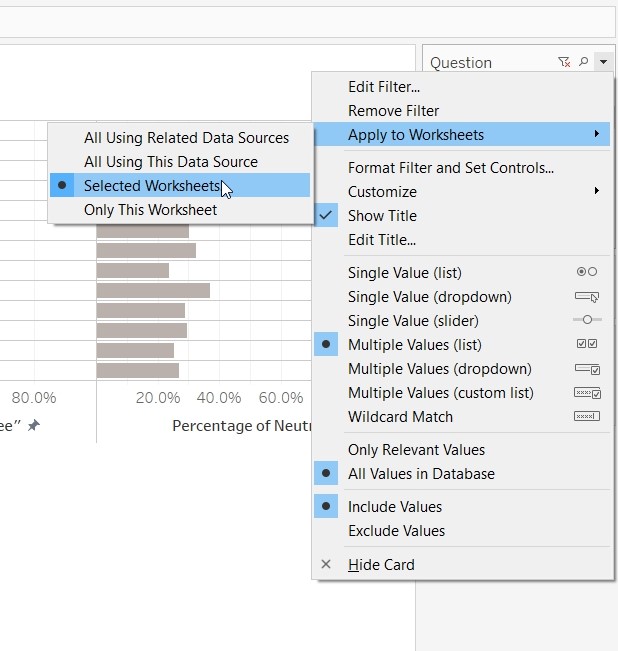 Question
Edit Filter...
Remove Filter
Apply to Worksheets
All Using Related Data Sources
All Using This Data Source
Selected Worksheets
Only This Worksheet
Format Filter and Set Controls...
Customize
Show Title
Edit Title...
Single Value (list)
Single Value (dropdown)
Single Value (slider)
Multiple Values (list)
Multiple Values (dropdown)
Multiple Values (custom list)
Wildcard Match
Only Relevant Values
All Values in Database
Include Values
Exclude Values
Hide Card
80.0% 20.0% 40.0% 60.0%
ee” Percentage of Neutr